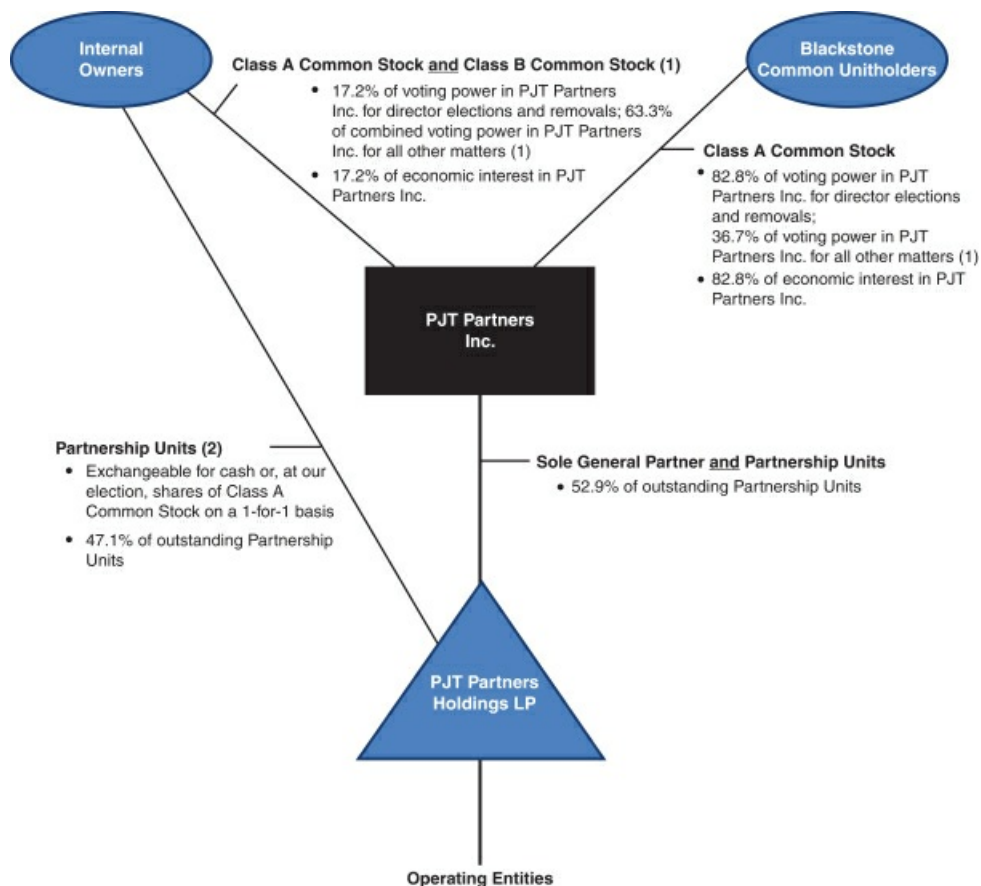 Internal
Owners
Blackstone
Common Unitholders
Class A Common Stock and Class B Common Stock (1)
• 17.2% of voting power in PJT Partners
Inc. for director elections and removals; 63.3%
of combined voting power in PJT Partners
Inc. for all other matters (1)
• 17.2% of economic interest in PJT
Partners Inc.
Class A Common Stock
• 82.8% of voting power in PJT
Partners Inc. for director elections
and removals;
36.7% of voting power in PJT
Partners Inc. for all other matters (1)
• 82.8% of economic interest in PJT
Partners Inc.
PJT Partners
Inc.
Partnership Units (2)
• Exchangeable for cash or, at our
election, shares of Class A
Common Stock on a 1-for-1 basis
• 47.1% of outstanding Partnership
Units
Sole General Partner and Partnership Units
• 52.9% of outstanding Partnership Units
PJT Partners
Holdings LP
Operating Entities